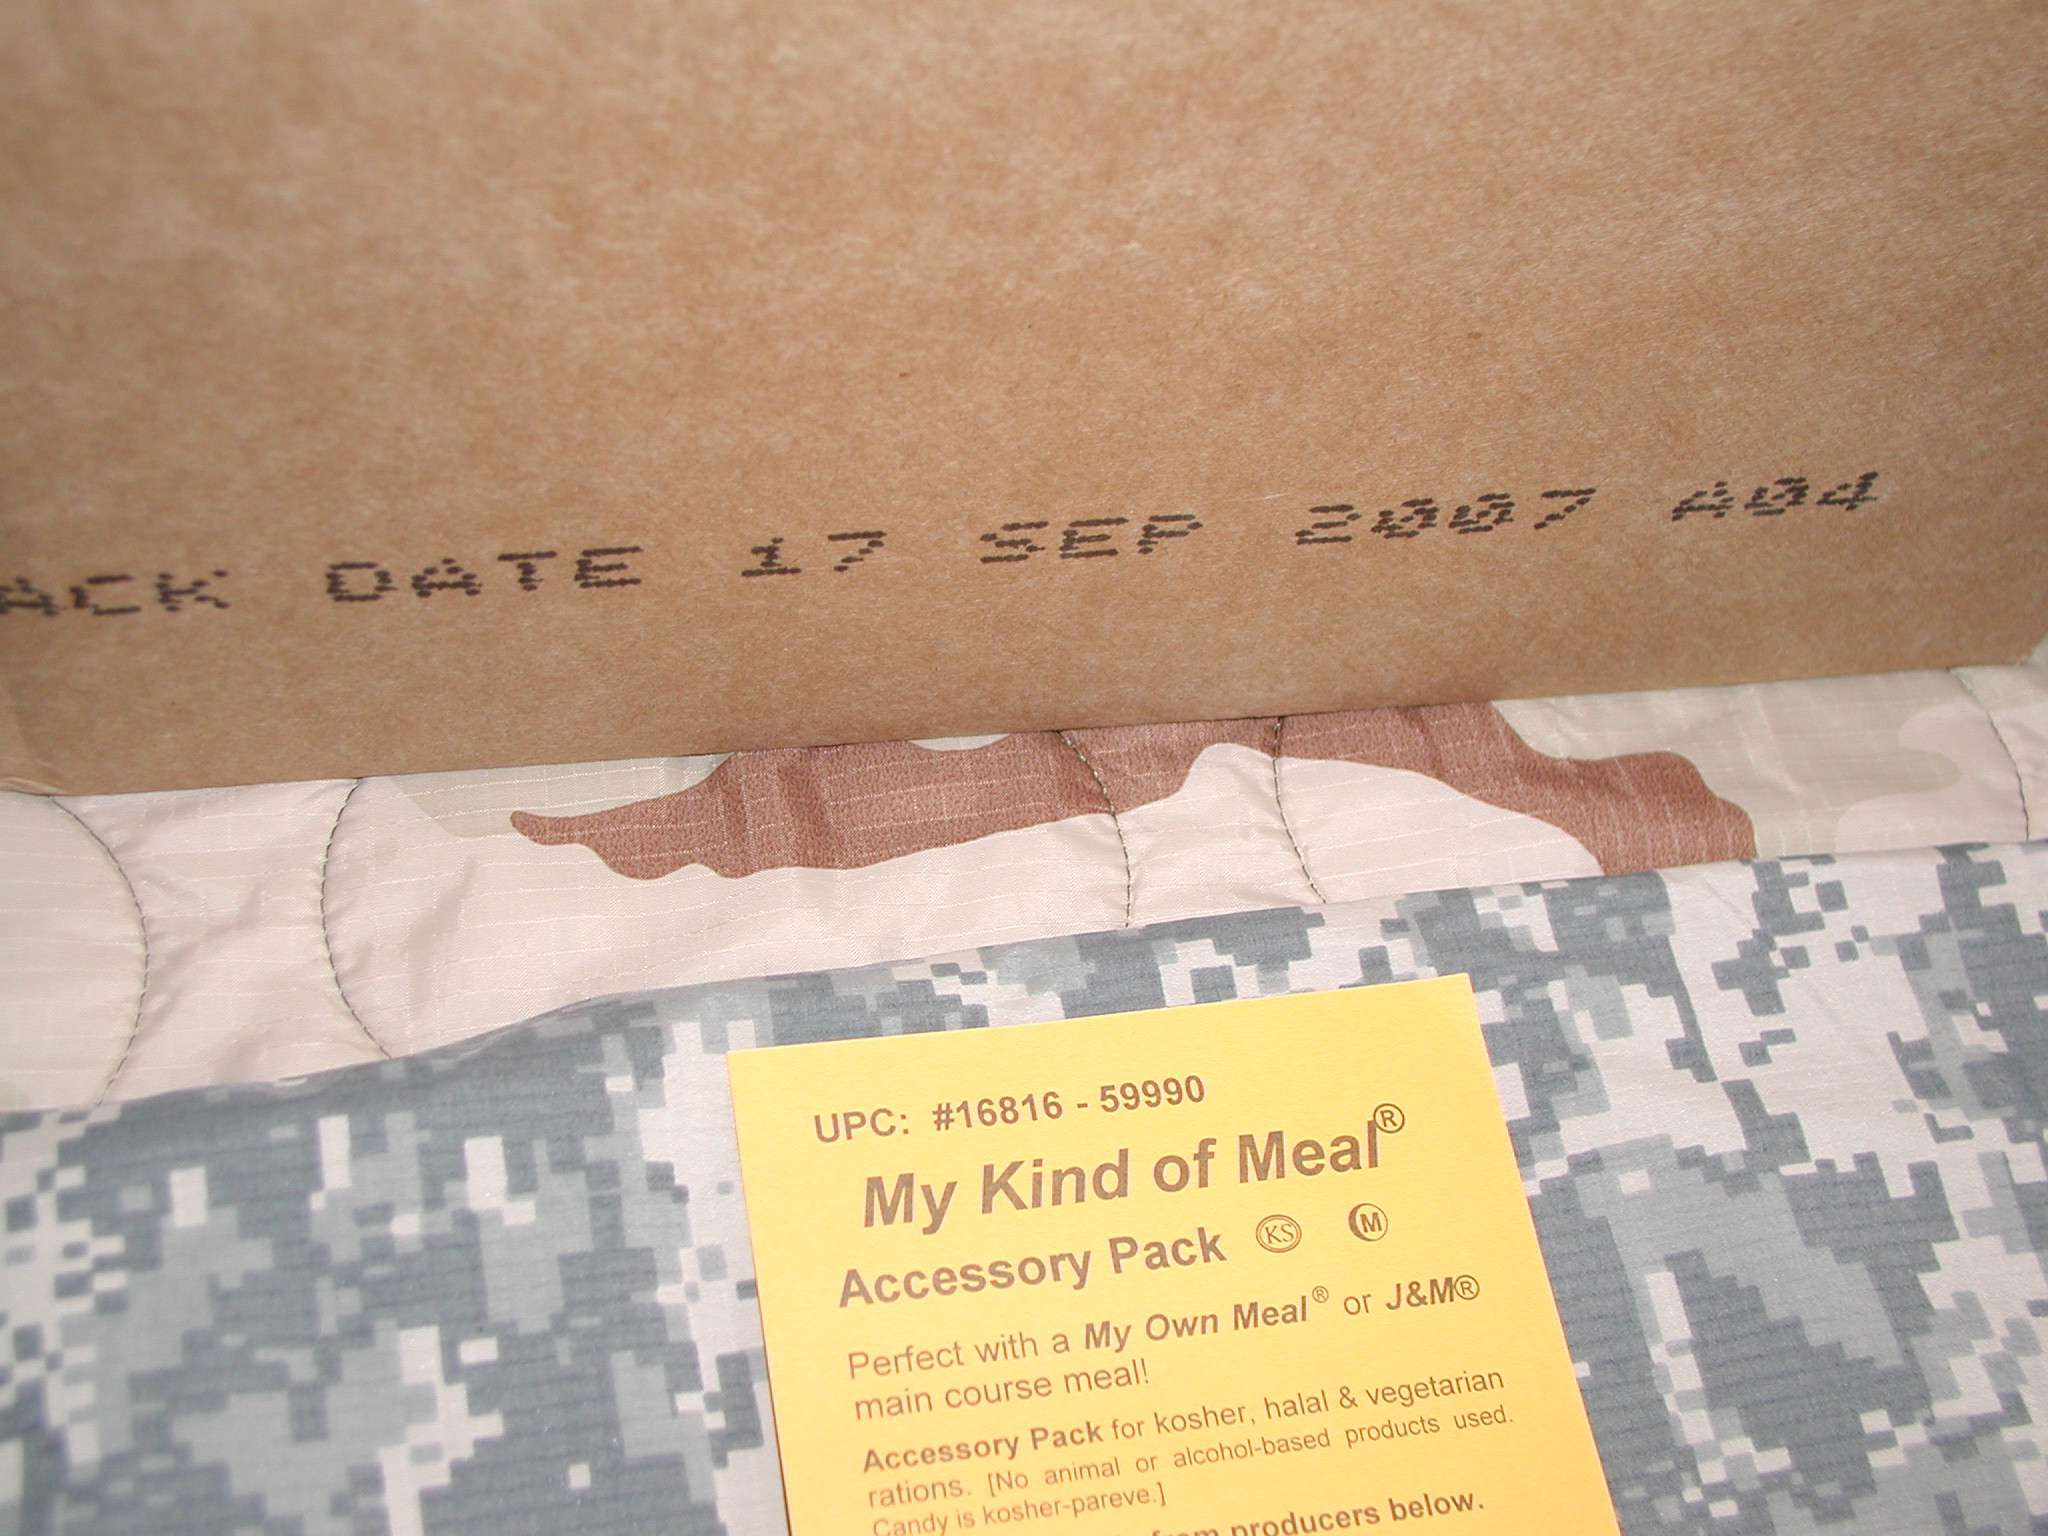 ACK DATE 17 SEP 2007 A04
UPC: #16816 - 59990
My Kind of Meal®
Accessory Pack KS M
Perfect with a My Own Meal® or J&M®
main course meal!
Accessory Pack for kosher, halal & vegetarian
rations. [No animal or alcohol-based products used.
Candy is kosher-pareve.]
from producers below.